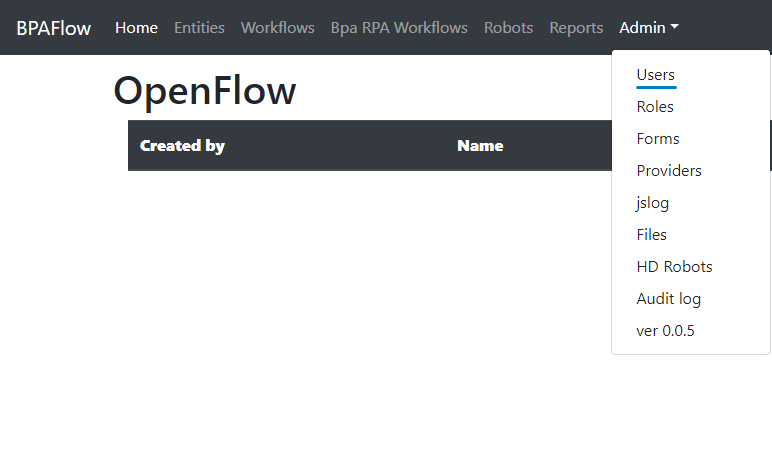 BPAFlow Home Entities Workflows Bpa RPA Workflows Robots Reports Admin
OpenFlow
Created by Name
Users
Roles
Forms
Providers
jslog
Files
HD Robots
Audit log
ver 0.0.5